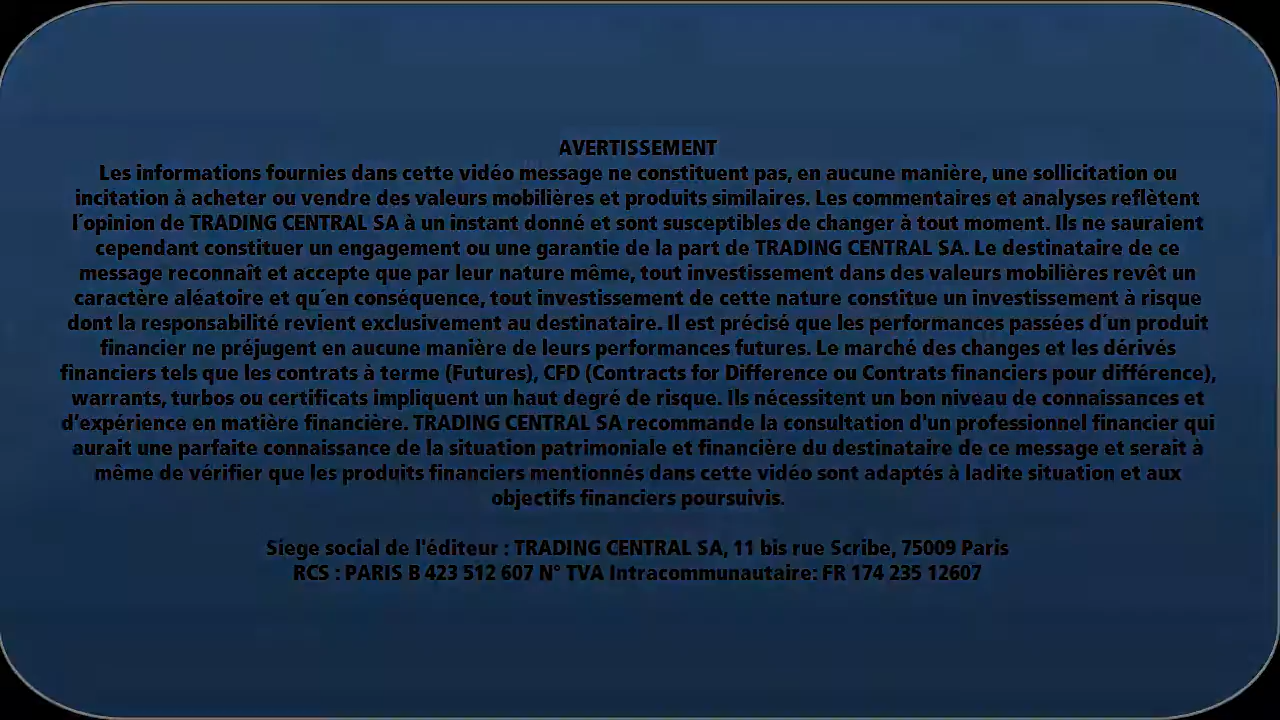 AVERTISSEMENT
Les informations fournies dans cette vidéo message ne constituent pas, en aucune manière, une sollicitation ou
incitation à acheter ou vendre des valeurs mobilières et produits similaires. Les commentaires et analyses reflètent
l´opinion de TRADING CENTRAL SA à un instant donné et sont susceptibles de changer à tout moment. Ils ne sauraient
cependant constituer un engagement ou une garantie de la part de TRADING CENTRAL SA. Le destinataire de ce
message reconnaît et accepte que par leur nature même, tout investissement dans des valeurs mobilières revêt un
caractère aléatoire et qu´en conséquence, tout investissement de cette nature constitue un investissement à risque
dont la responsabilité revient exclusivement au destinataire. Il est précisé que les performances passées d´un produit
financier ne préjugent en aucune manière de leurs performances futures. Le marché des changes et les dérivés
financiers tels que les contrats à terme (Futures), CFD (Contracts for Difference ou Contrats financiers pour différence),
warrants, turbos ou certificats impliquent un haut degré de risque. Ils nécessitent un bon niveau de connaissances et
d'expérience en matière financière. TRADING CENTRAL SA recommande la consultation d'un professionnel financier qui
aurait une parfaite connaissance de la situation patrimoniale et financière du destinataire de ce message et serait à
même de vérifier que les produits financiers mentionnés dans cette vidéo sont adaptés à ladite situation et aux
objectifs financiers poursuivis.
Siege social de l'éditeur : TRADING CENTRAL SA, 11 bis rue Scribe, 75009 Paris
RCS : PARIS B 423 512 607 N° TVA Intracommunautaire: FR 174 235 12607